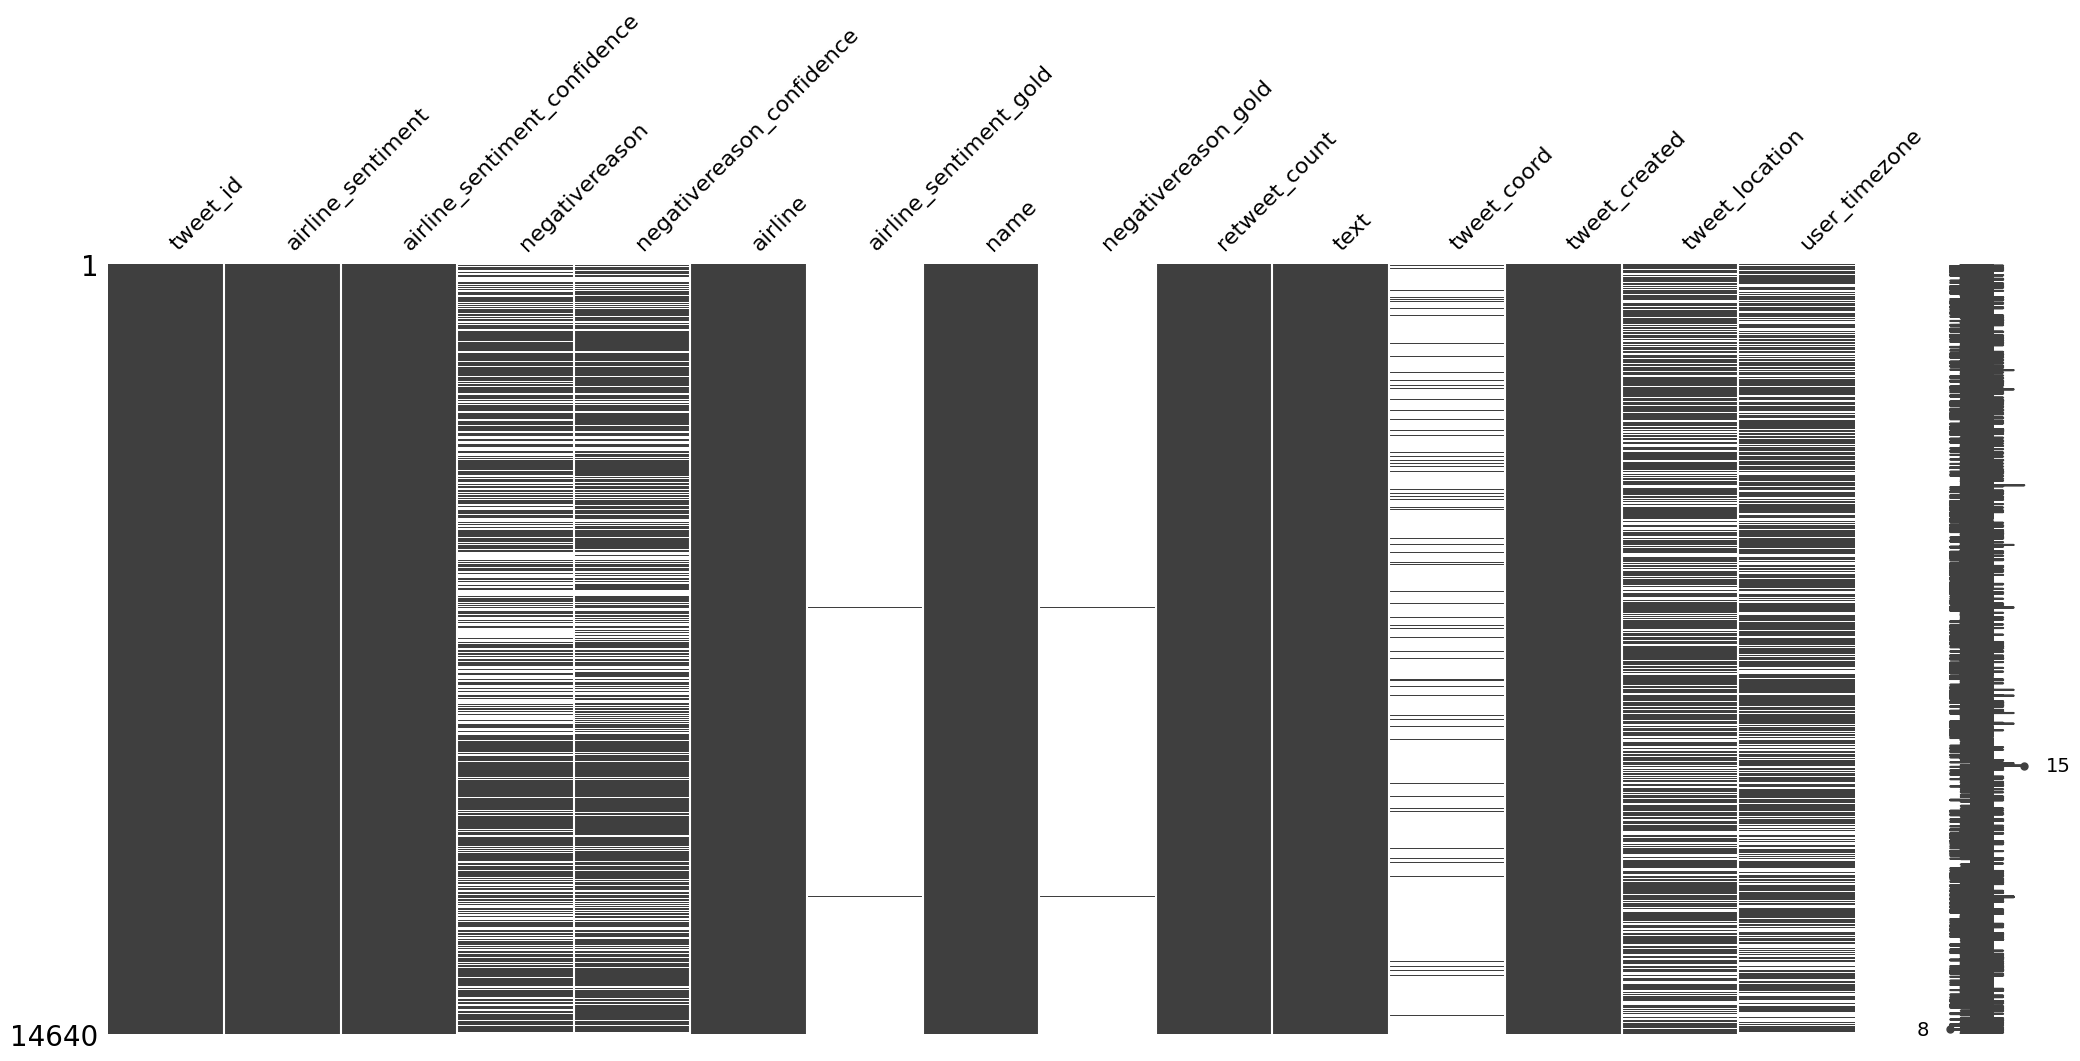 tweet_id
airline_sentiment
airline_sentiment_confidence
negativereason
negativereason_confidence
airline
airline_sentiment_gold
name
negativereason_gold
retweet_count
text
tweet_coord
tweet_created
tweet_location
user_timezone
1
15
8
14640